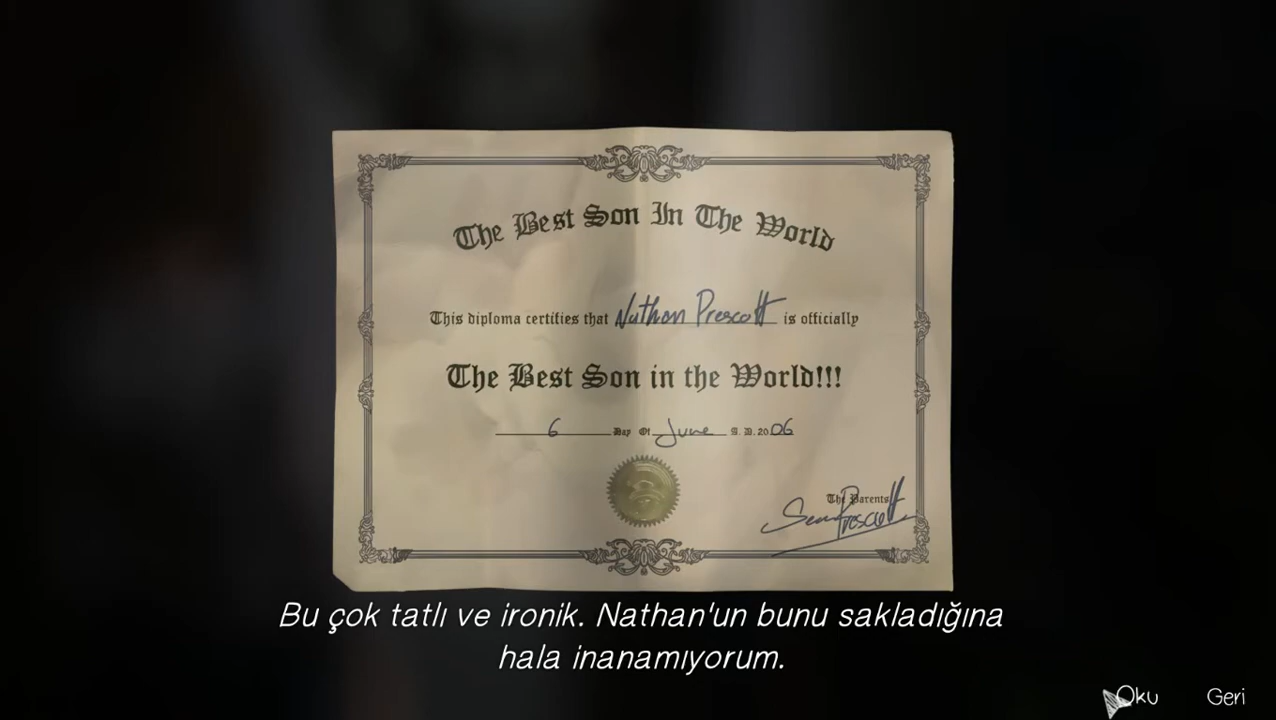 The Best Son In The World
This diploma certifies that Nathan Prescott is officially
The Best Son in the World!!!
6 Day Of June A. D. 2006
The Parents
Sean Prescott
Bu çok tatlı ve ironik. Nathan'un bunu sakladığına
hala inanamıyorum.
Oku Geri